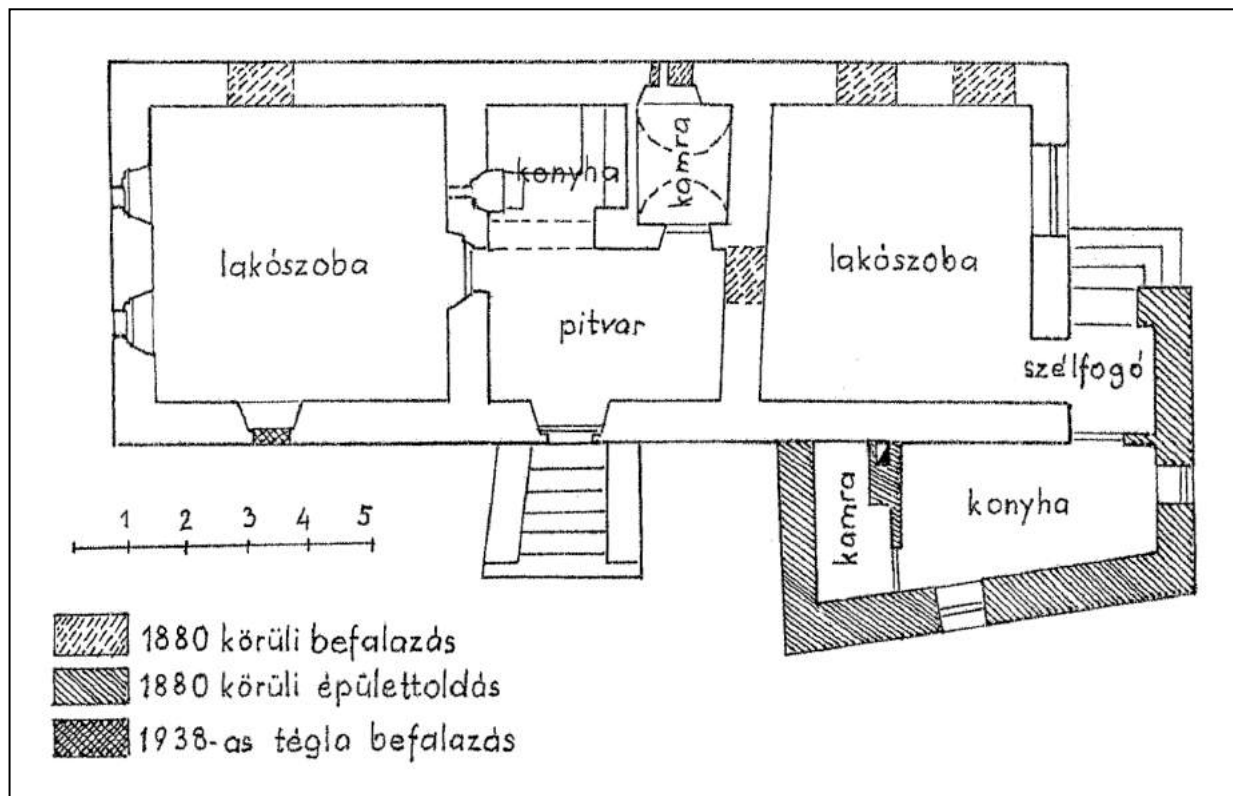 konyha
kamra
lakószoba
lakószoba
pitvar
szélfogó
kamra
konyha
1 2 3 4 5
1880 körüli befalazás
1880 körüli épülettoldás
1938-as tégla befalazás